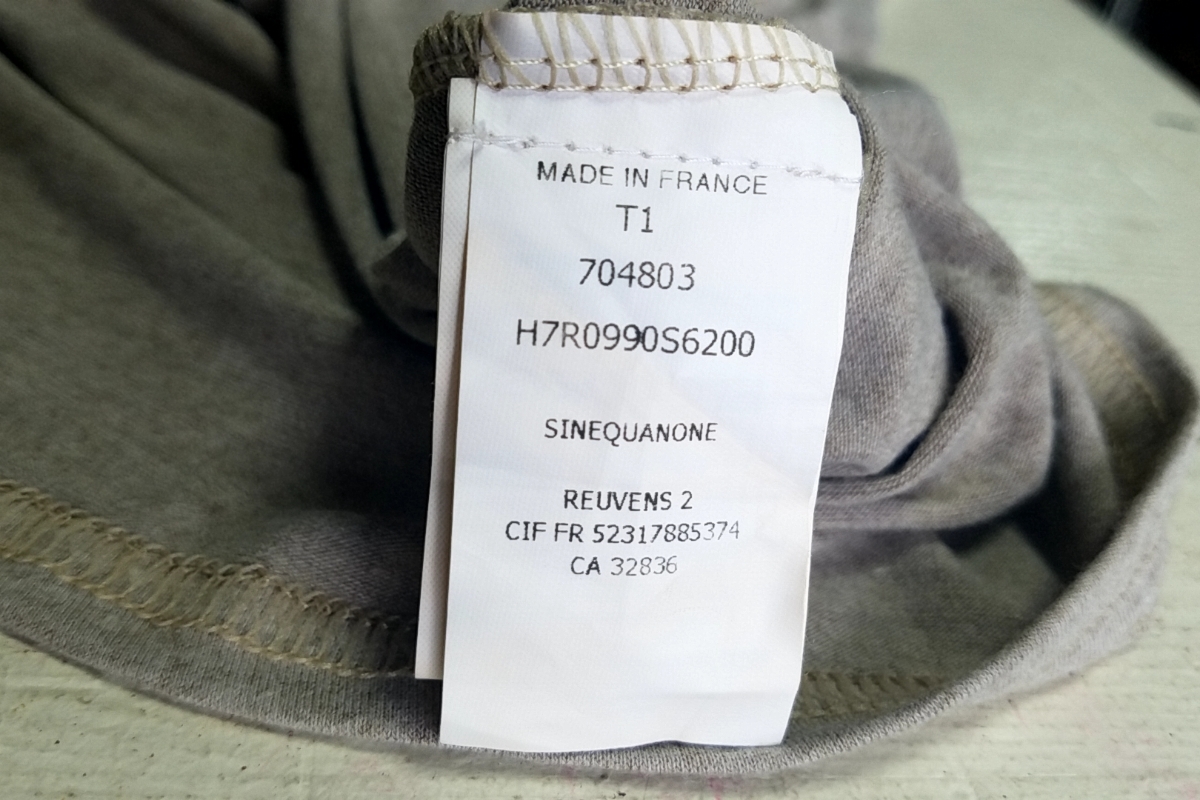 MADE IN FRANCE
T1
704803
H7R0990S6200
SINEQUANONE
REUVENS 2
CIF FR 52317885374
CA 32836